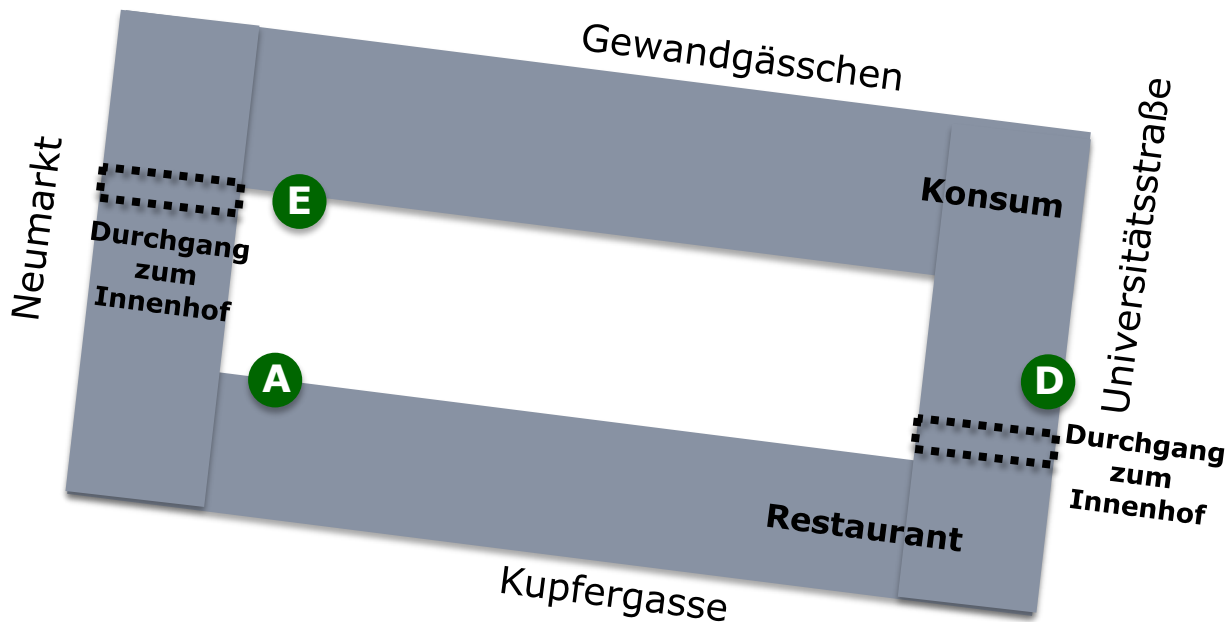 Gewandgässchen
Universitätsstraße
Neumarkt
Konsum
E
Durchgang
zum
Innenhof
A
D
Durchgang
zum
Innenhof
Restaurant
Kupfergasse